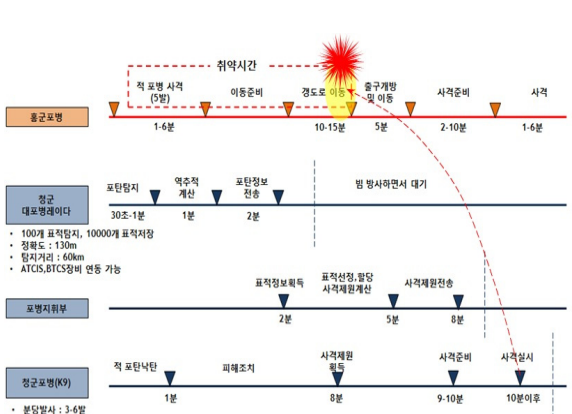 취약시간
적 포병 사격
(5발)
이동준비
갱도로 이동
출구개방
및 이동
사격준비
사격
홍군포병
1-6분
10-15분
5분
2-10분
1-6분
포탄탐지
역추적
계산
포탄정보
전송
빔 방사하면서 대기
청군
대포병레이다
30초-1분
1분
2분
• 100개 표적탐지, 10000개 표적저장
• 정확도 : 130m
• 탐지거리 : 60km
• ATCIS,BTCS장비 연동 가능
표적정보획득
표적선정,할당
사격제원계산
사격제원전송
포병지휘부
2분
5분
8분
적 포탄낙탄
피해조치
사격제원
획득
사격준비
사격실시
청군포병(K9)
1분
8분
9-10분
10분이후
• 분당발사 : 3-6발